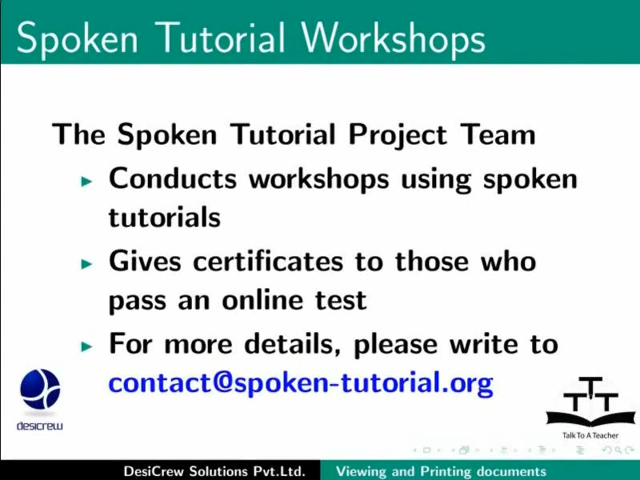 Spoken Tutorial Workshops
The Spoken Tutorial Project Team
Conducts workshops using spoken
tutorials
Gives certificates to those who
pass an online test
For more details, please write to
contact@spoken-tutorial.org
desicrew
TTT
Talk To A Teacher
DesiCrew Solutions Pvt.Ltd. Viewing and Printing documents